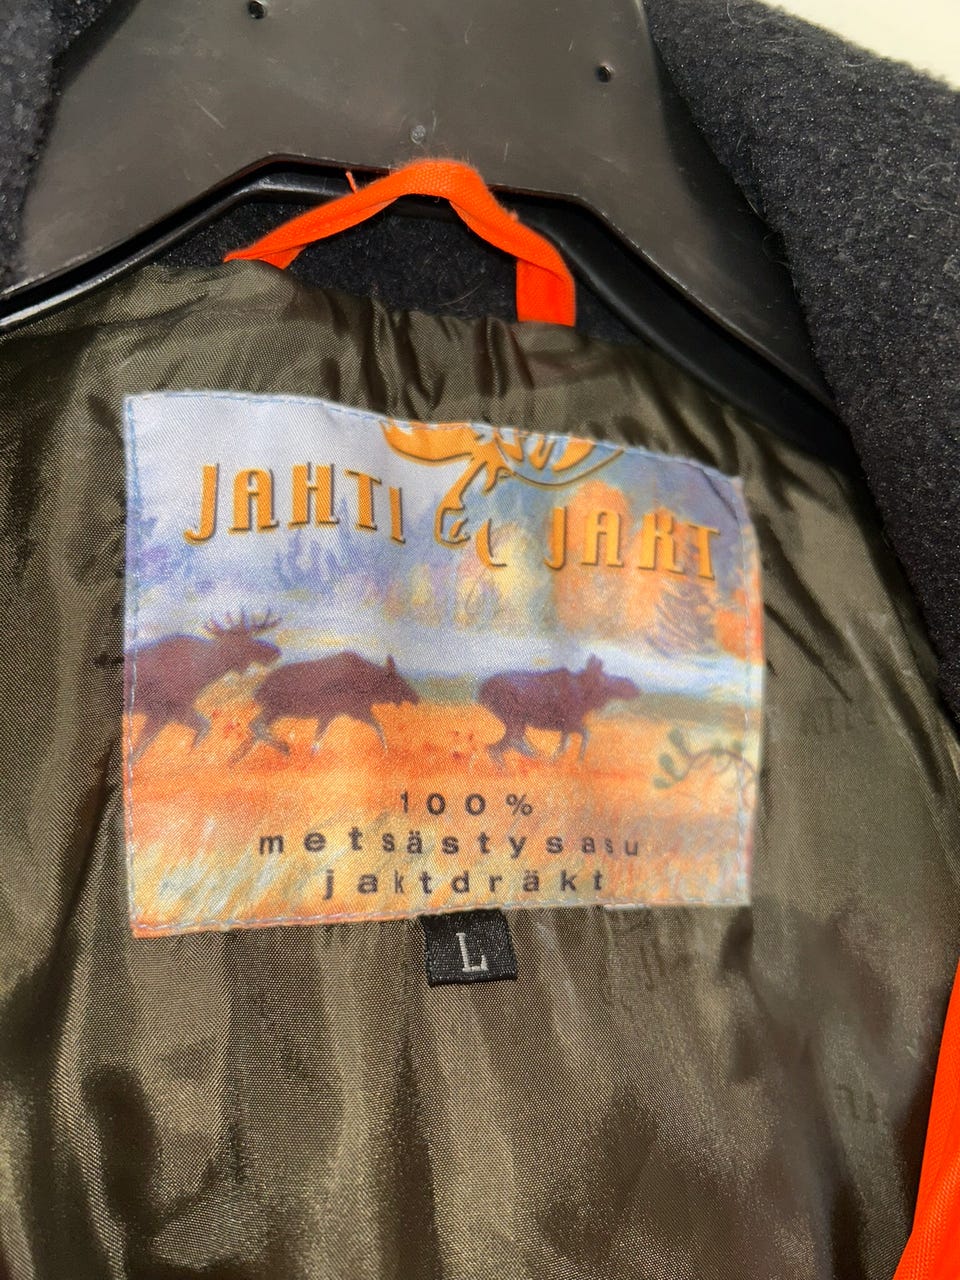 JAHTI & JAKT
100%
metsästysasu
jaktdräkt
L